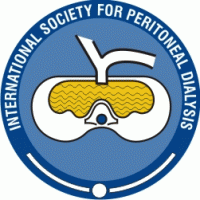 INTERNATIONAL SOCIETY FOR PERITONEAL DIALYSIS